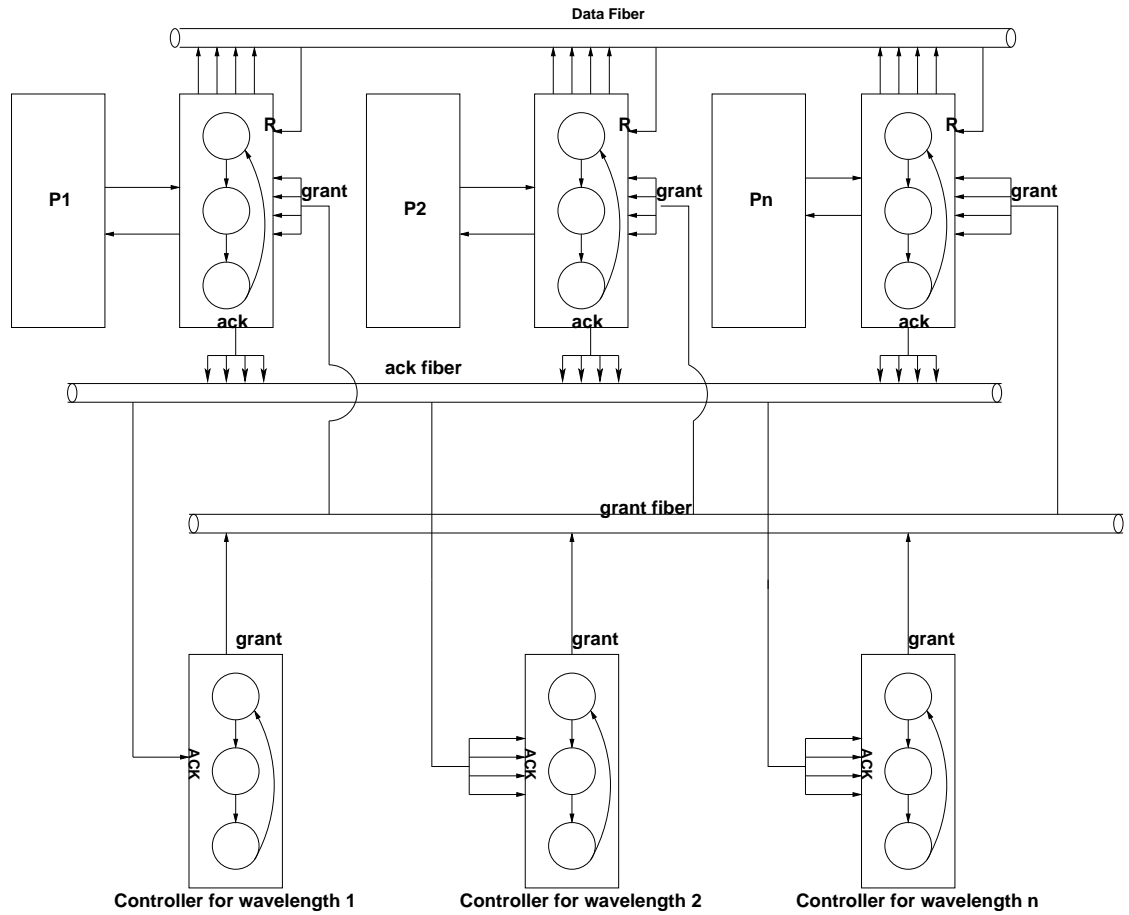 Data Fiber
R
R
R
P1
grant
P2
grant
Pn
grant
ack
ack
ack
ack fiber
grant fiber
grant
grant
grant
Ack
Ack
Ack
Controller for wavelength 1
Controller for wavelength 2
Controller for wavelength n